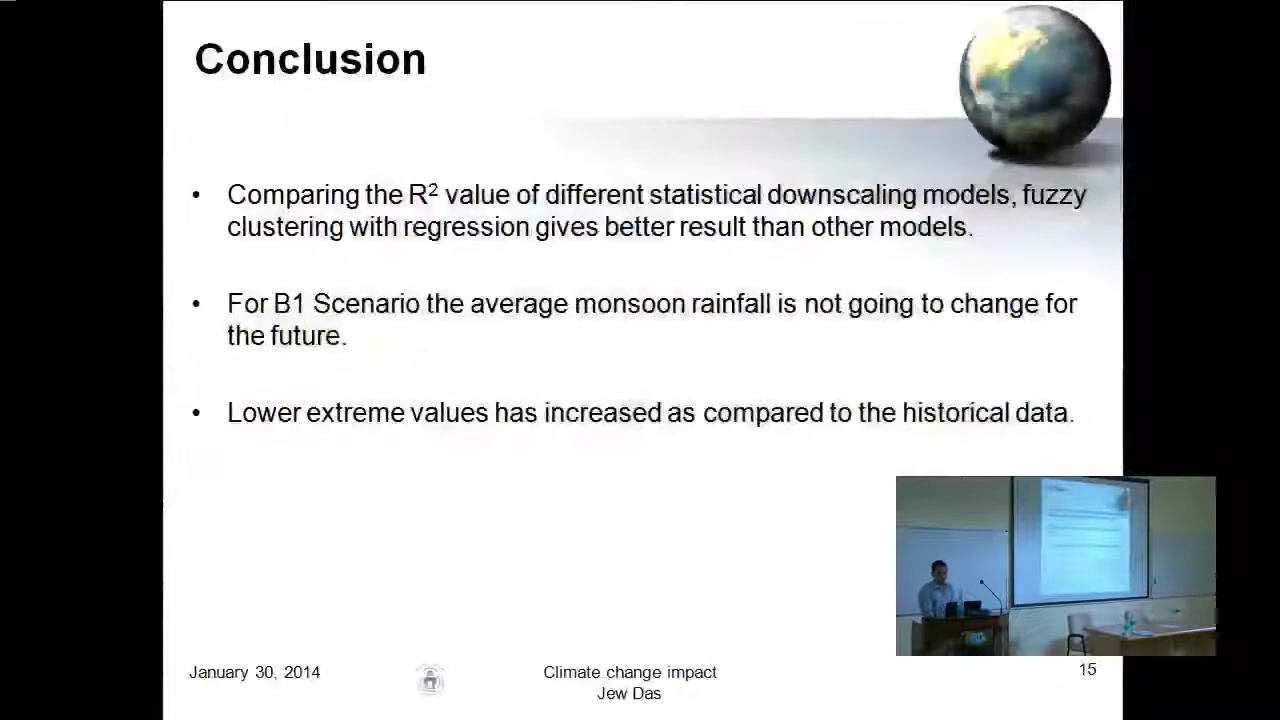 Conclusion
• Comparing the R² value of different statistical downscaling models, fuzzy
clustering with regression gives better result than other models.
• For B1 Scenario the average monsoon rainfall is not going to change for
the future.
• Lower extreme values has increased as compared to the historical data.
January 30, 2014
Climate change impact
Jew Das
15